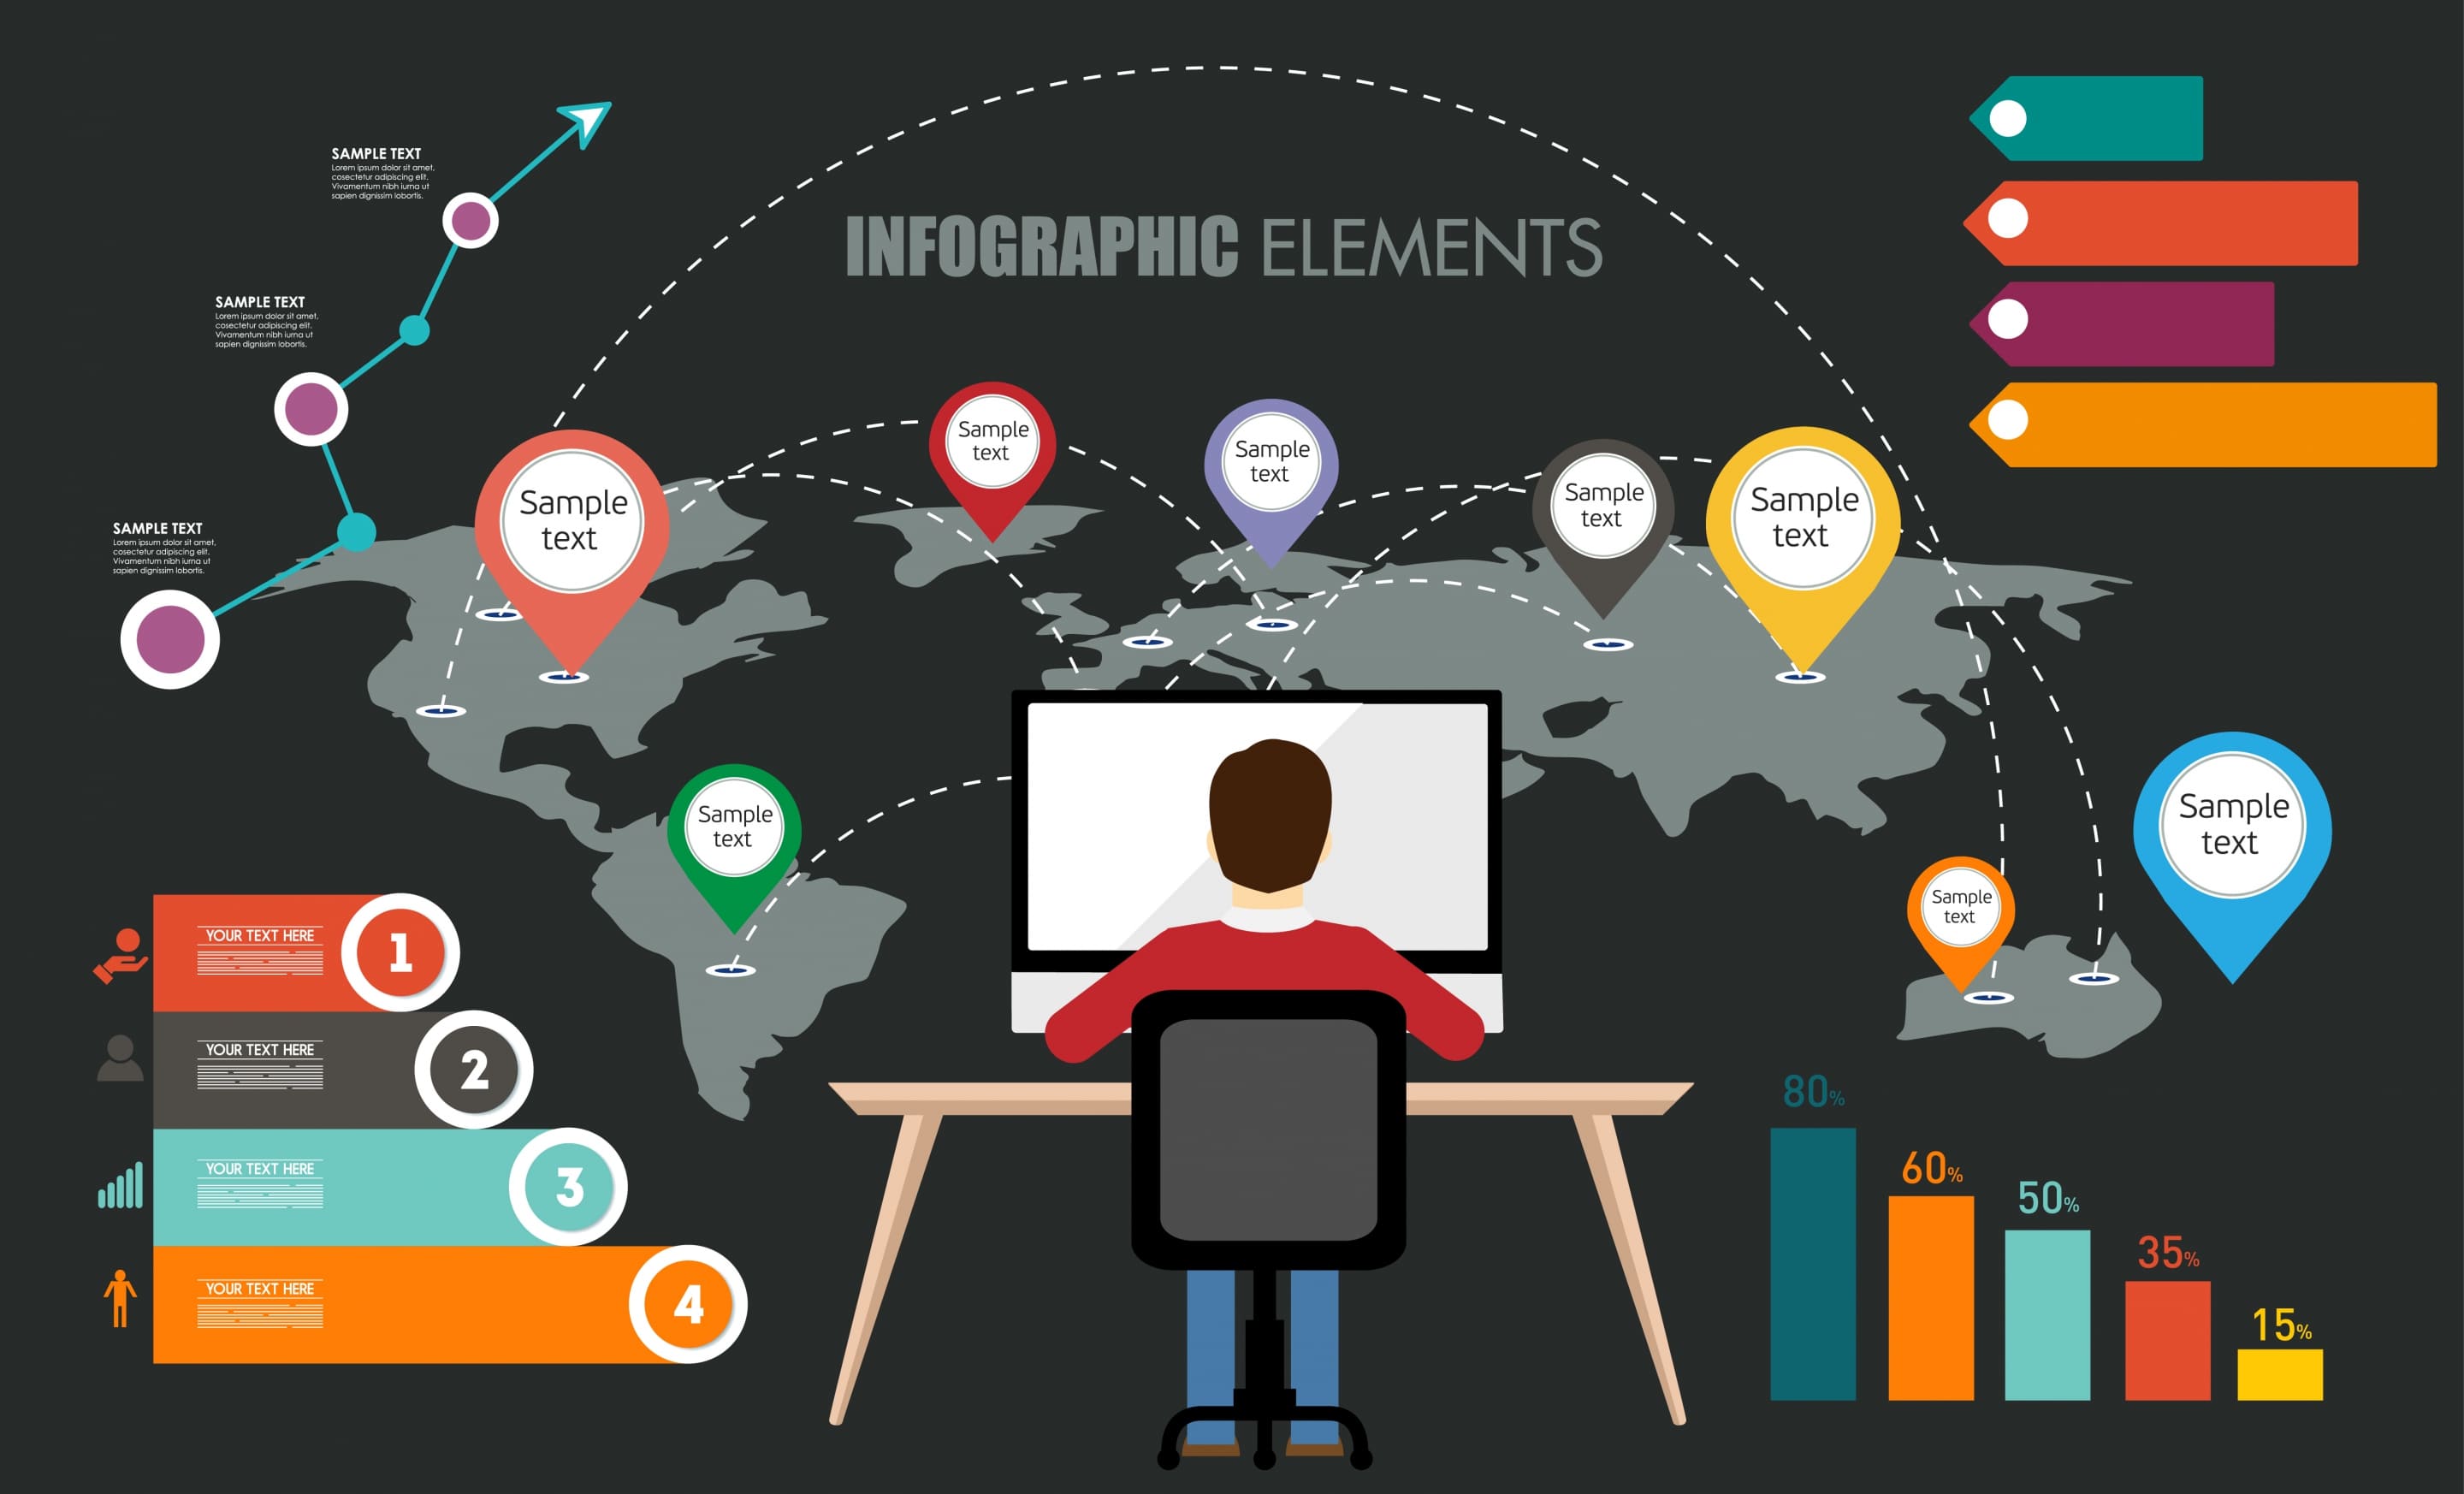 INFOGRAPHIC ELEMENTS
SAMPLE TEXT
Lorem ipsum dolor sit amet,
cosectetur adipiscing elit.
Vivamentum nibh iurna ut
sapien dignissim lobortis.
SAMPLE TEXT
Lorem ipsum dolor sit amet,
cosectetur adipiscing elit.
Vivamentum nibh iurna ut
sapien dignissim lobortis.
SAMPLE TEXT
Lorem ipsum dolor sit amet,
cosectetur adipiscing elit.
Vivamentum nibh iurna ut
sapien dignissim lobortis.
Sample
text
Sample
text
Sample
text
Sample
text
Sample
text
Sample
text
Sample
text
Sample
text
YOUR TEXT HERE
1
YOUR TEXT HERE
2
YOUR TEXT HERE
3
YOUR TEXT HERE
4
80%
60%
50%
35%
15%